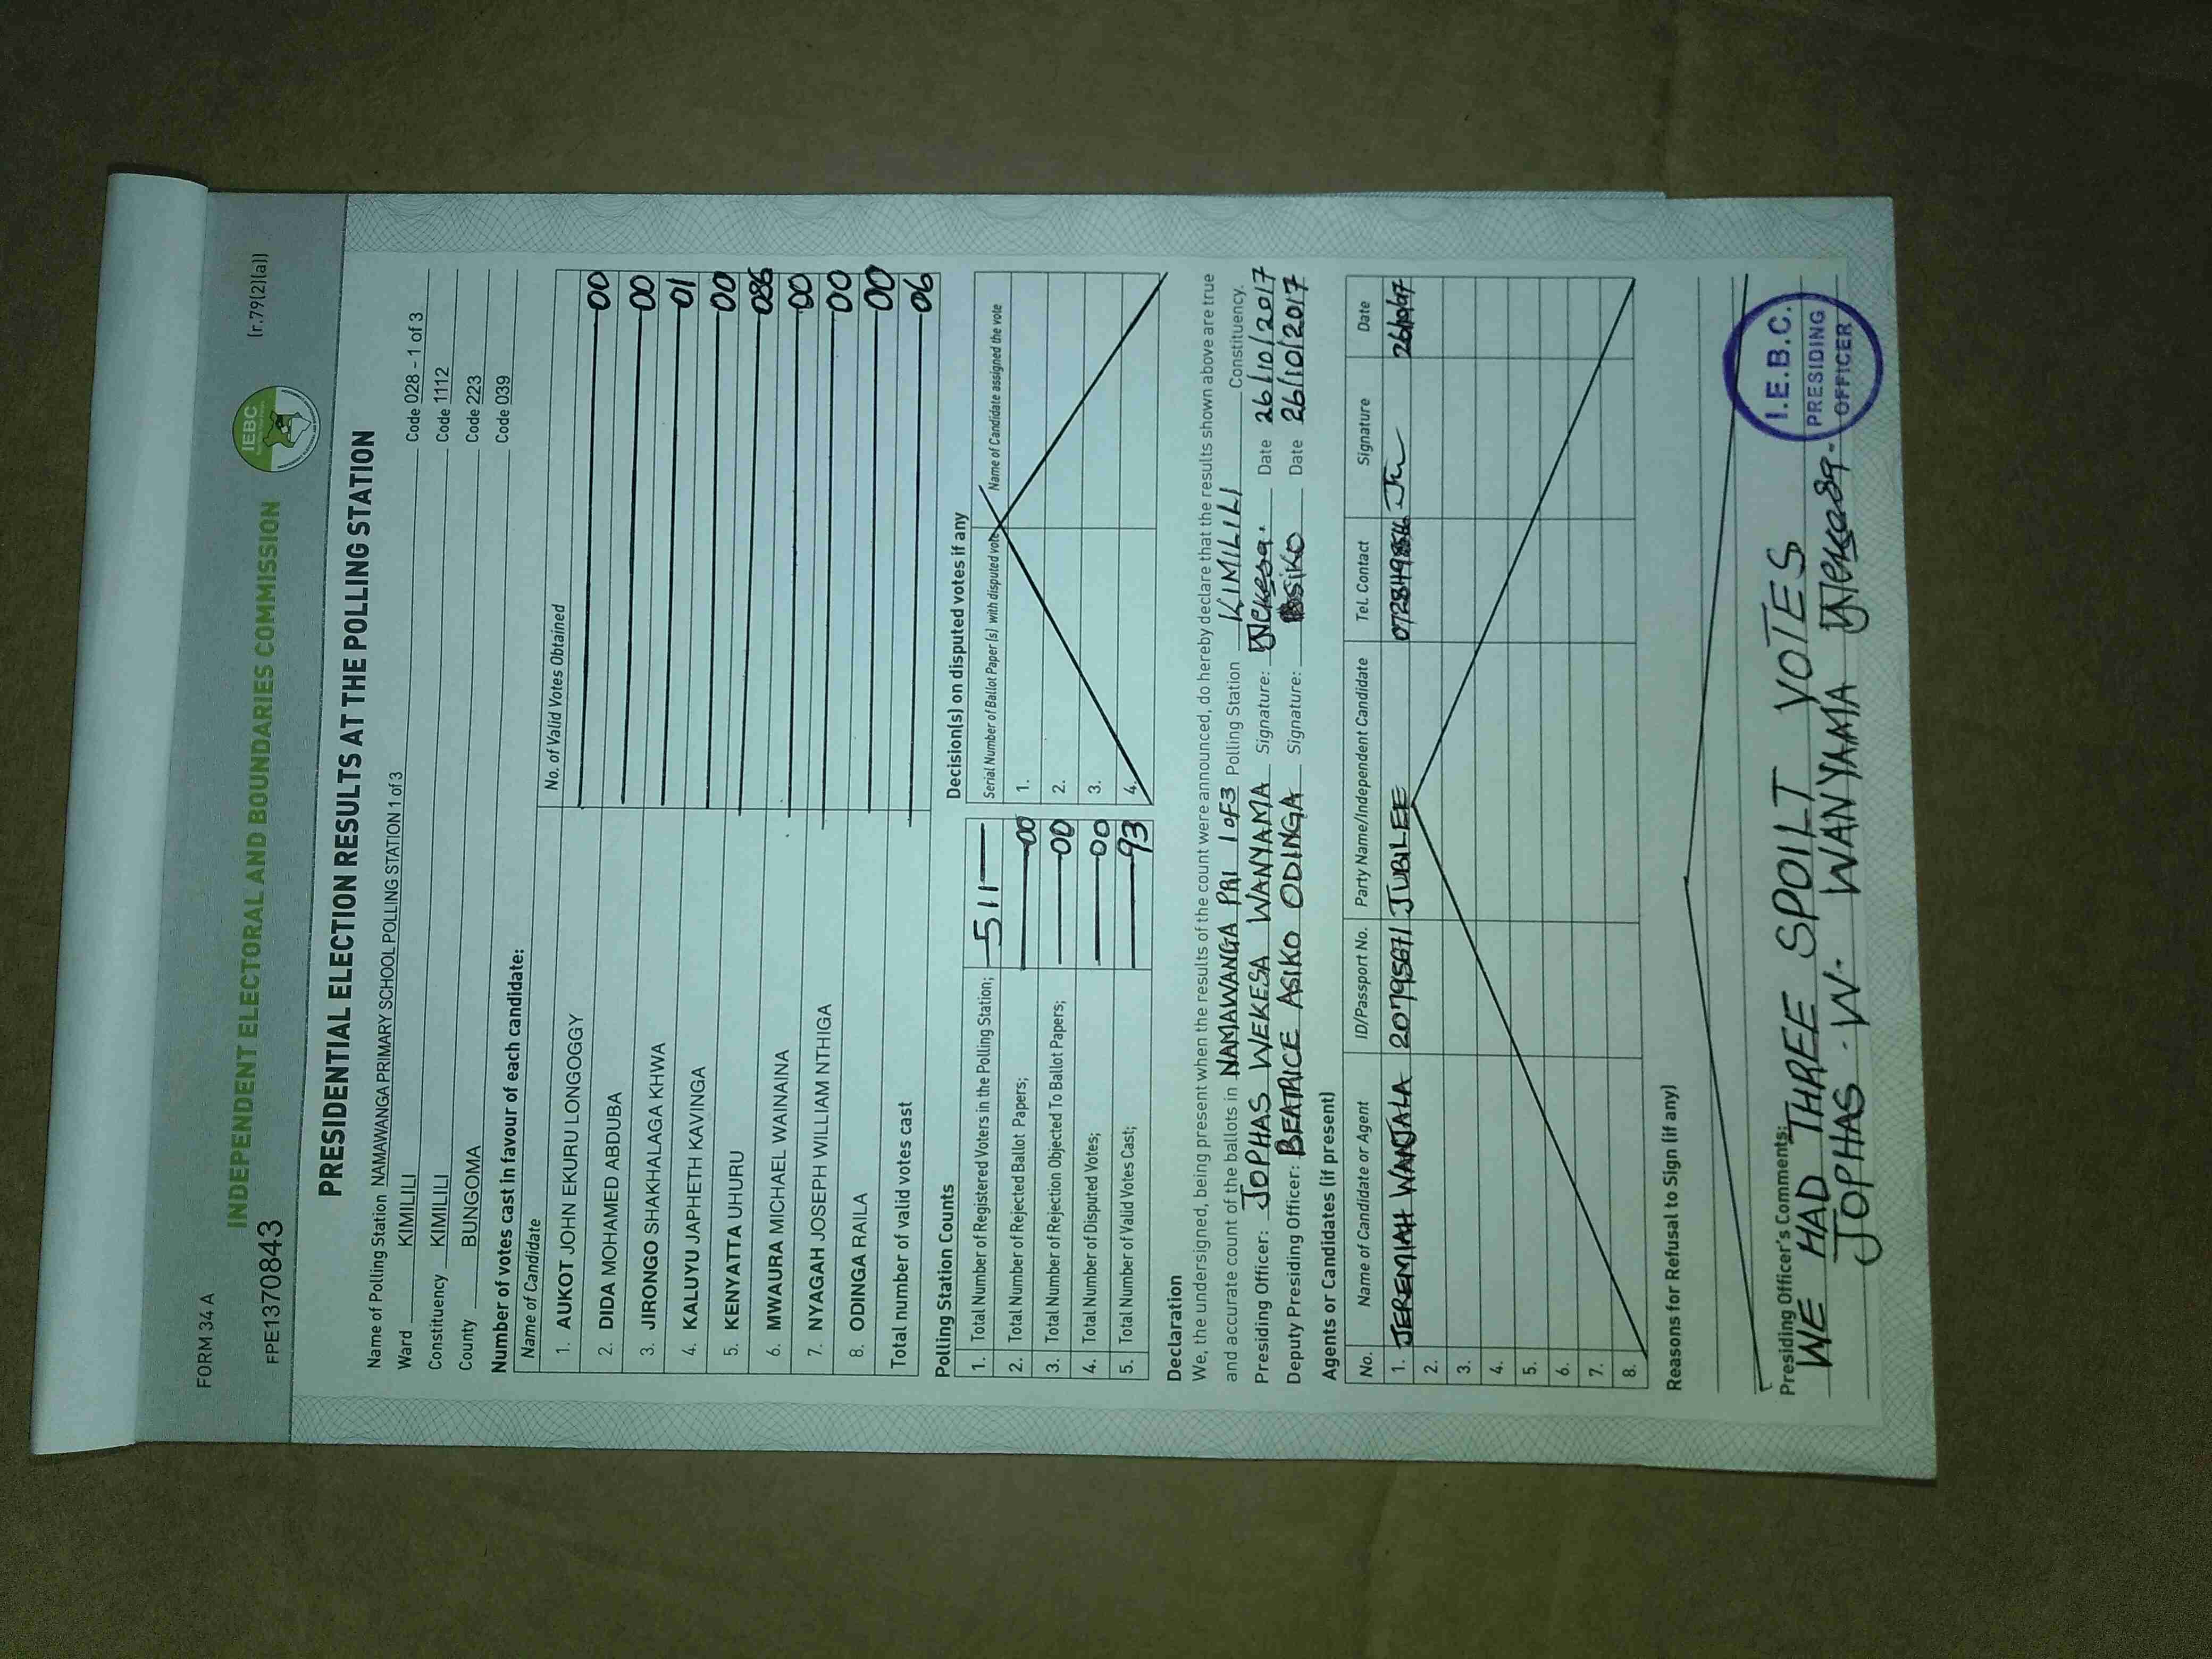 FORM 34 A
(r.79(2)(a))
INDEPENDENT ELECTORAL AND BOUNDARIES COMMISSION
IEBC
FPE1370843
PRESIDENTIAL ELECTION RESULTS AT THE POLLING STATION
Name of Polling Station NAMAWANGA PRIMARY SCHOOL POLLING STATION 1 of 3 Code 028 - 1 of 3
Ward KIMILILI Code 1112
Constituency KIMILILI Code 223
County BUNGOMA Code 039
Number of votes cast in favour of each candidate:
Name of Candidate No. of Valid Votes Obtained
1. AUKOT JOHN EKURU LONGOGGY 00
2. DIDA MOHAMED ABDUBA 00
3. JIRONGO SHAKHALAGA KHWA 01
4. KALUYU JAPHETH KAVINGA 00
5. KENYATTA UHURU 086
6. MWAURA MICHAEL WAINAINA 00
7. NYAGAH JOSEPH WILLIAM NTHIGA 00
8. ODINGA RAILA 00
Total number of valid votes cast 06
Polling Station Counts
1. Total Number of Registered Voters in the Polling Station; 511
2. Total Number of Rejected Ballot Papers; 00
3. Total Number of Rejection Objected To Ballot Papers; 00
4. Total Number of Disputed Votes; 00
5. Total Number of Valid Votes Cast; 93
Decision(s) on disputed votes if any
Serial Number of Ballot Paper (s) with disputed vote Name of Candidate assigned the vote
1.
2.
3.
4.
Declaration
We, the undersigned, being present when the results of the count were announced, do hereby declare that the results shown above are true
and accurate count of the ballots in NAMAWANGA PRI 1 of 3 Polling Station KIMILILI Constituency.
Presiding Officer: JOPHAS WEKESA WANYAMA Signature: Wekesa. Date 26/10/2017
Deputy Presiding Officer: BEATRICE ASIKO ODINGA Signature: Asiko Date 26/10/2017
Agents or Candidates (if present)
No. Name of Candidate or Agent ID/Passport No. Party Name/Independent Candidate Tel. Contact Signature Date
1. JEREMIAH WANJALA JUBILEE
2.
3.
4.
5.
6.
7.
8.
Reasons for Refusal to Sign (if any)
Presiding Officer's Comments:
WE HAD THREE SPOILT VOTES
JOPHAS .W. WANYAMA Wekesa.
I.E.B.C.
PRESIDING
OFFICER